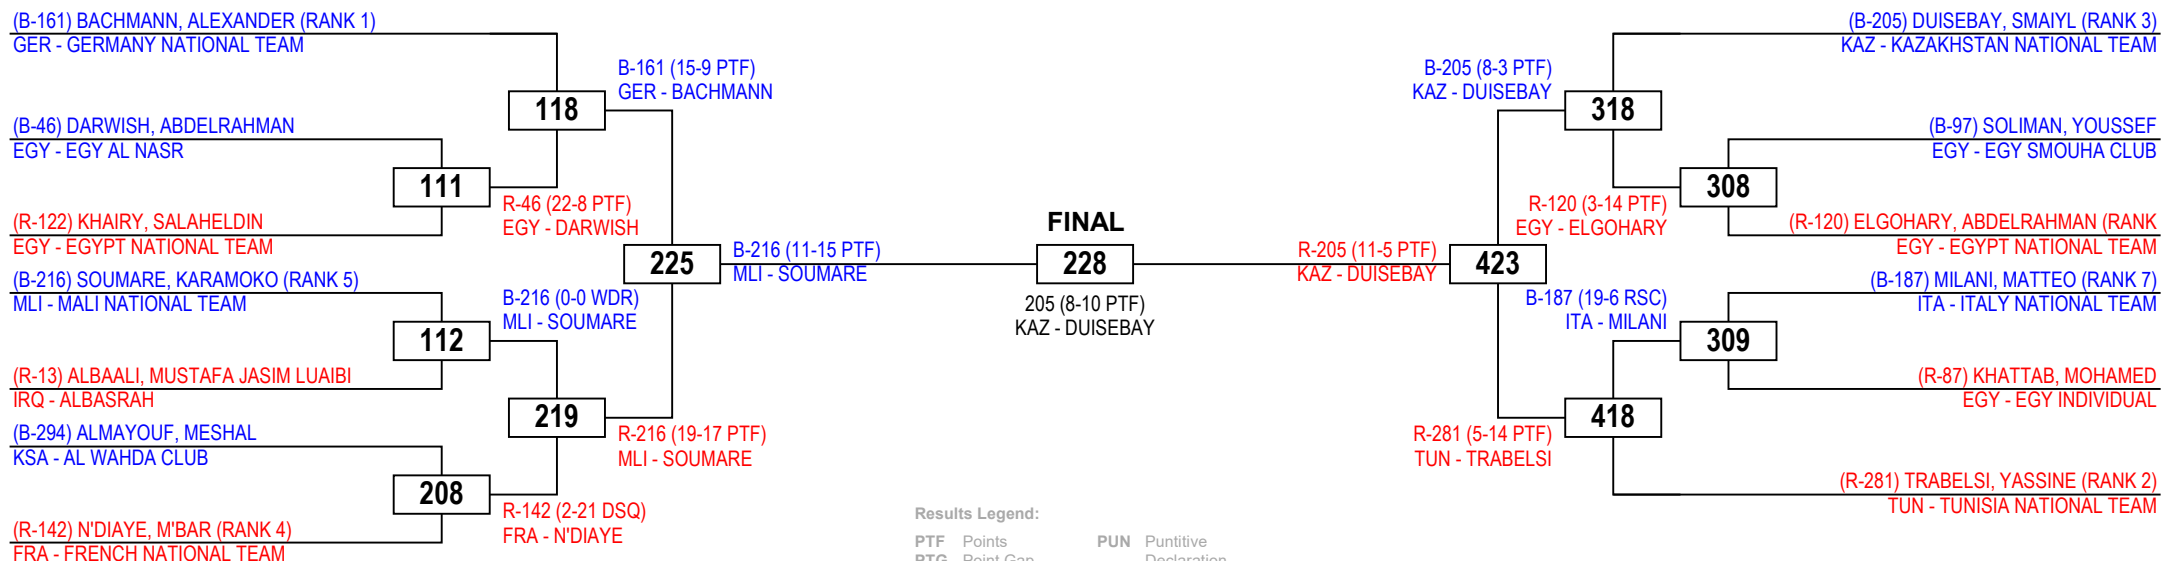 (B-161) BACHMANN, ALEXANDER (RANK 1)
GER - GERMANY NATIONAL TEAM
B-161 (15-9 PTF)
GER - BACHMANN
118
(B-46) DARWISH, ABDELRAHMAN
EGY - EGY AL NASR
111
R-46 (22-8 PTF)
EGY - DARWISH
(R-122) KHAIRY, SALAHELDIN
EGY - EGYPT NATIONAL TEAM
225
B-216 (11-15 PTF)
MLI - SOUMARE
(B-216) SOUMARE, KARAMOKO (RANK 5)
MLI - MALI NATIONAL TEAM
B-216 (0-0 WDR)
MLI - SOUMARE
112
(R-13) ALBAALI, MUSTAFA JASIM LUAIBI
IRQ - ALBASRAH
219
R-216 (19-17 PTF)
MLI - SOUMARE
(B-294) ALMAYOUF, MESHAL
KSA - AL WAHDA CLUB
208
R-142 (2-21 DSQ)
FRA - N'DIAYE
(R-142) N'DIAYE, M'BAR (RANK 4)
FRA - FRENCH NATIONAL TEAM
FINAL
228
205 (8-10 PTF)
KAZ - DUISEBAY
(B-205) DUISEBAY, SMAIYL (RANK 3)
KAZ - KAZAKHSTAN NATIONAL TEAM
B-205 (8-3 PTF)
KAZ - DUISEBAY
318
(B-97) SOLIMAN, YOUSSEF
EGY - EGY SMOUHA CLUB
308
R-120 (3-14 PTF)
EGY - ELGOHARY
(R-120) ELGOHARY, ABDELRAHMAN (RANK
EGY - EGYPT NATIONAL TEAM
R-205 (11-5 PTF)
KAZ - DUISEBAY
423
(B-187) MILANI, MATTEO (RANK 7)
ITA - ITALY NATIONAL TEAM
B-187 (19-6 RSC)
ITA - MILANI
309
(R-87) KHATTAB, MOHAMED
EGY - EGY INDIVIDUAL
418
R-281 (5-14 PTF)
TUN - TRABELSI
(R-281) TRABELSI, YASSINE (RANK 2)
TUN - TUNISIA NATIONAL TEAM
Results Legend:
PTF Points PUN Puntitive
PTG Point Gap Declaration